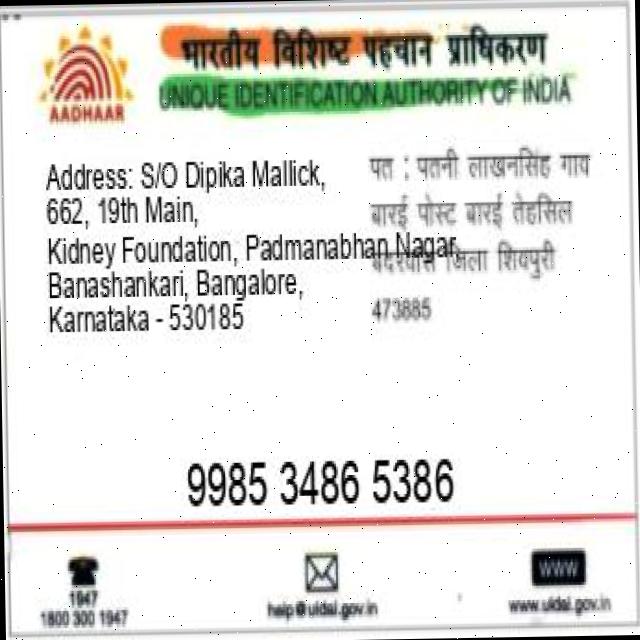 भारतीय विशिष्ट पहचान प्राधिकरण
UNIQUE IDENTIFICATION AUTHORITY OF INDIA
AADHAAR
Address: S/O Dipika Mallick,
662, 19th Main,
Kidney Foundation, Padmanabhan Nagar,
Banashankari, Bangalore,
Karnataka - 530185
पत : पतनी लाखनसिंह गाव
बारई पोस्ट बारई तेहसिल
बदरवास जिला शिवपुरी
473885
9985 3486 5386
1947
1800 300 1947
help@uidai.gov.in
WWW
www.uidai.gov.in